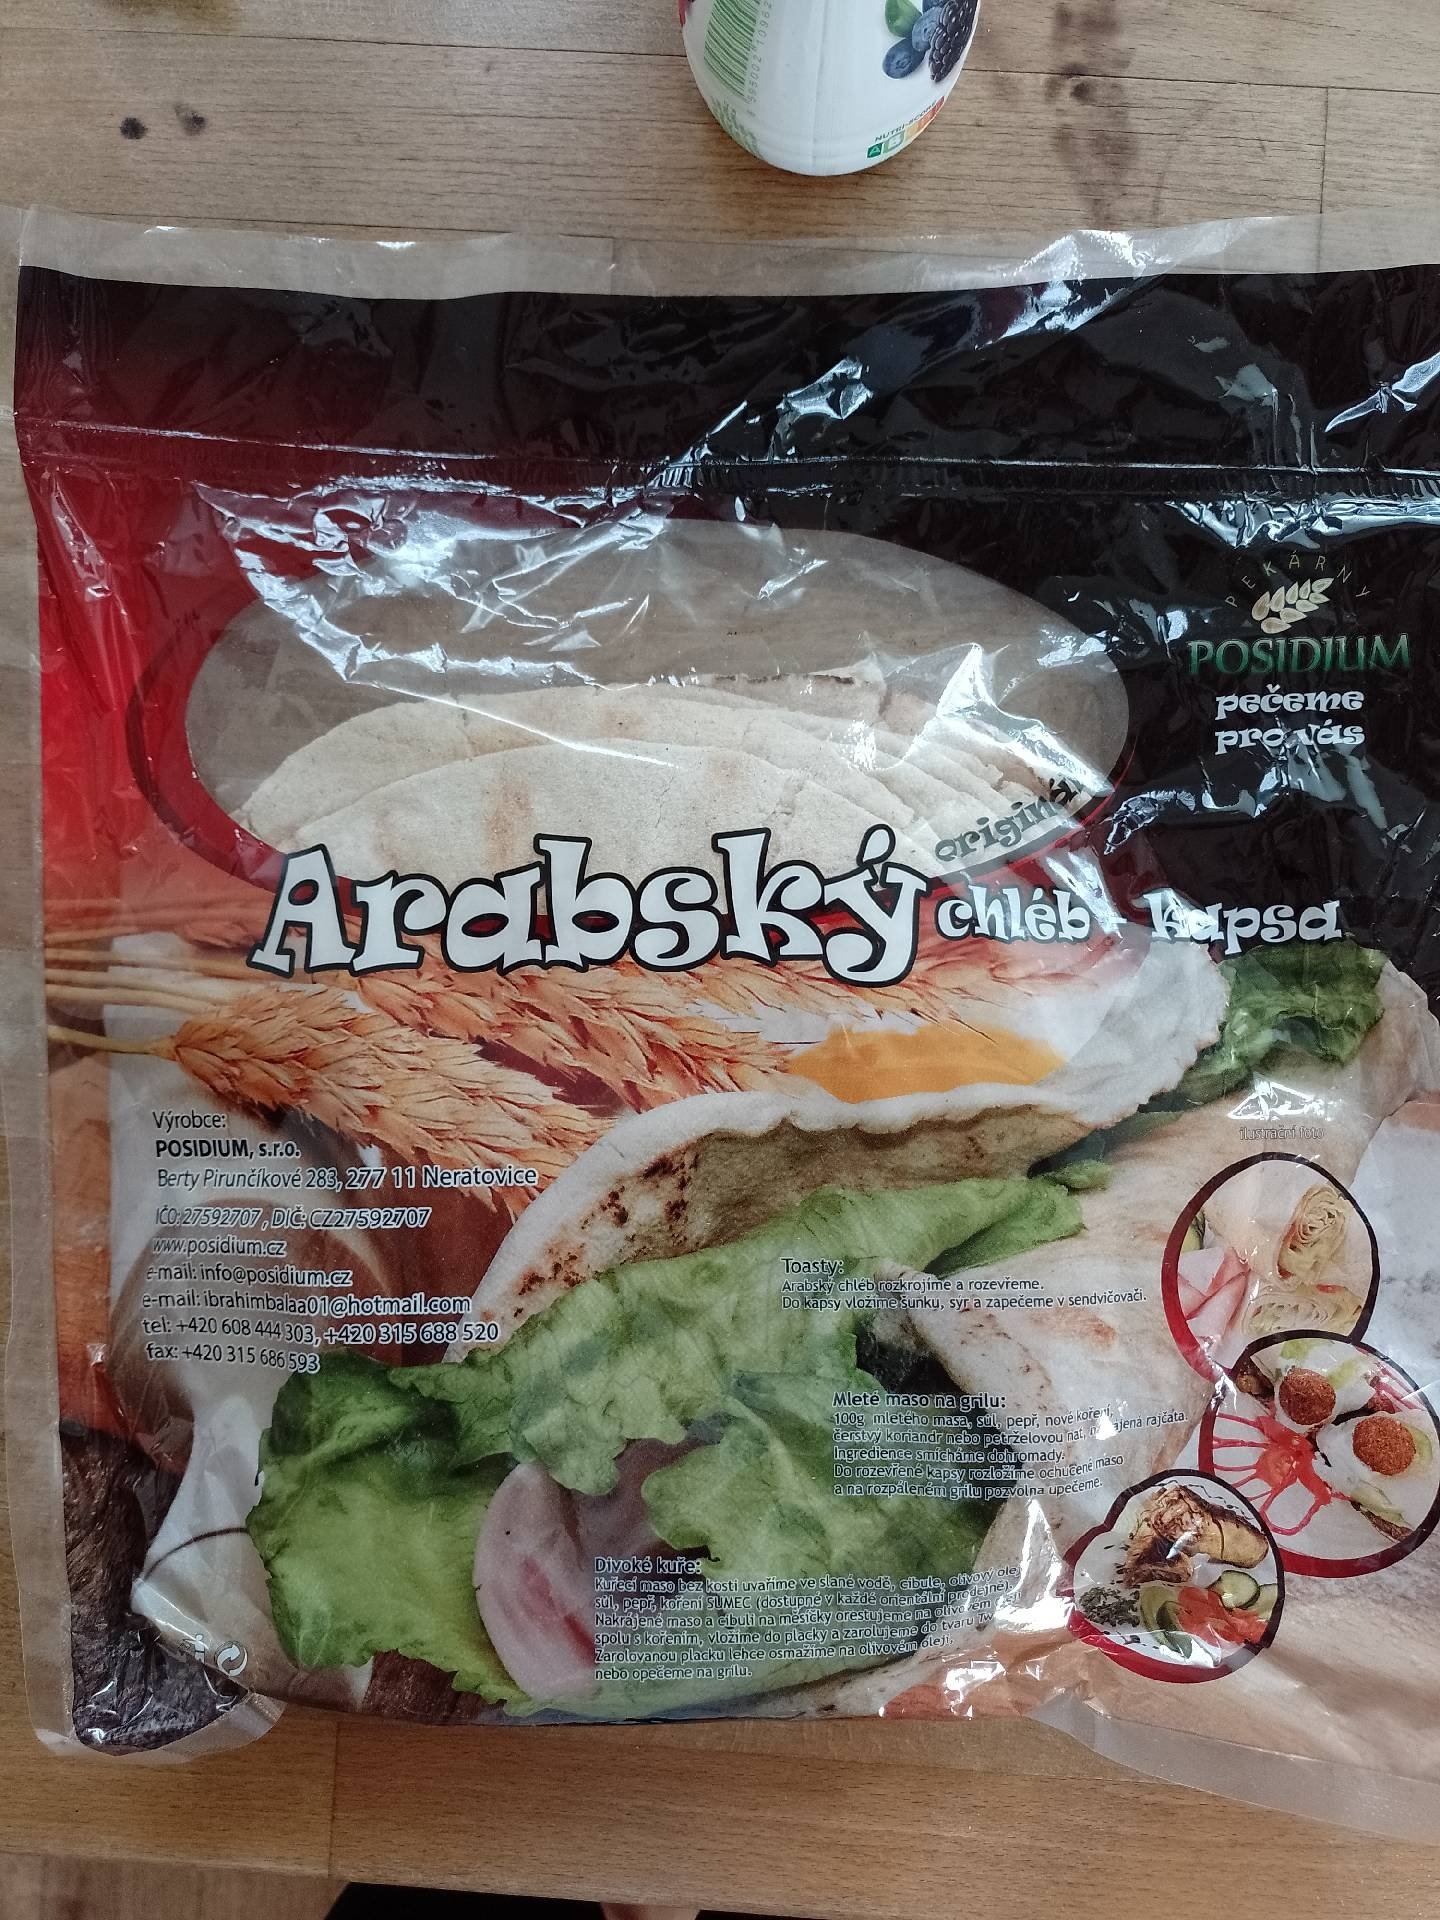 8595002109621
NUTRI-SCORE
PEKÁRNY
POSIDIUM
pečeme
pro vás
original
Arabský chléb - kapsa
ilustrační foto
Výrobce:
POSIDIUM, s.r.o.
Berty Pirunčíkové 283, 277 11 Neratovice
IČO: 27592707, DIČ: CZ27592707
www.posidium.cz
e-mail: info@posidium.cz
e-mail: ibrahimbalaa01@hotmail.com
tel: +420 608 444 303, +420 315 688 520
fax: +420 315 686 593
Toasty:
Arabský chléb rozkrojíme a rozevřeme.
Do kapsy vložíme šunku, sýr a zapečeme v sendvičovači.
Mleté maso na grilu:
100g mletého masa, sůl, pepř, nové koření,
čerstvý koriandr nebo petrželovou nať, rajčata.
Ingredience smícháme dohromady.
Do rozevřené kapsy rozložíme ochucené maso
a na rozpáleném grilu pozvolna upečeme.
Divoké kuře:
Kuřecí maso bez kosti uvaříme ve slané vodě, cibule, olivový
sůl, pepř, koření SUMEC (dostupné v každé orientální prodejně).
Nakrájené maso a cibuli na měsíčky orestujeme na olivovém
spolu s kořením, vložíme do placky a zarolujeme do tvaru
Zarolovanou placku lehce osmažíme na olivovém oleji,
nebo opečeme na grilu.